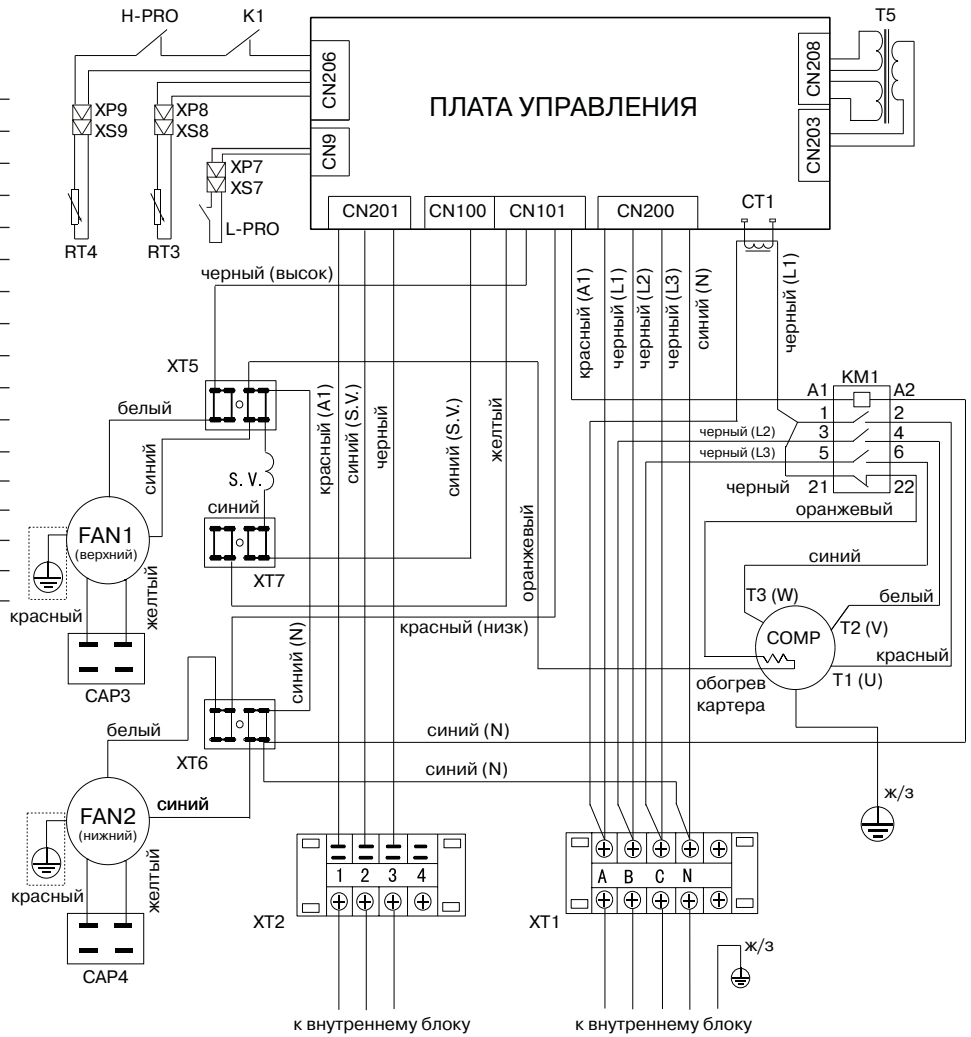 H-PRO
K1
T5
CN206
CN208
ПЛАТА УПРАВЛЕНИЯ
XP9
XS9
XP8
XS8
CN9
CN203
XP7
XS7
L-PRO
RT4
RT3
CN201
CN100
CN101
CN200
CT1
черный (высок)
красный (A1)
черный (L1)
черный (L2)
черный (L3)
синий (N)
черный (L1)
XT5
белый
синий
S.V.
синий
красный (A1)
синий (S.V.)
черный
синий (S.V.)
желтый
оранжевый
A1
KM1
A2
1
2
черный (L2)
3
4
черный (L3)
5
6
черный
21
22
оранжевый
FAN1
(верхний)
XT7
синий
красный
желтый
T3 (W)
белый
CAP3
синий (N)
красный (низк)
COMP
T2 (V)
красный
обогрев
картера
T1 (U)
белый
XT6
синий (N)
синий (N)
FAN2
(нижний)
синий
ж/з
красный
желтый
CAP4
1 2 3 4
XT2
A B C N
XT1
ж/з
к внутреннему блоку
к внутреннему блоку